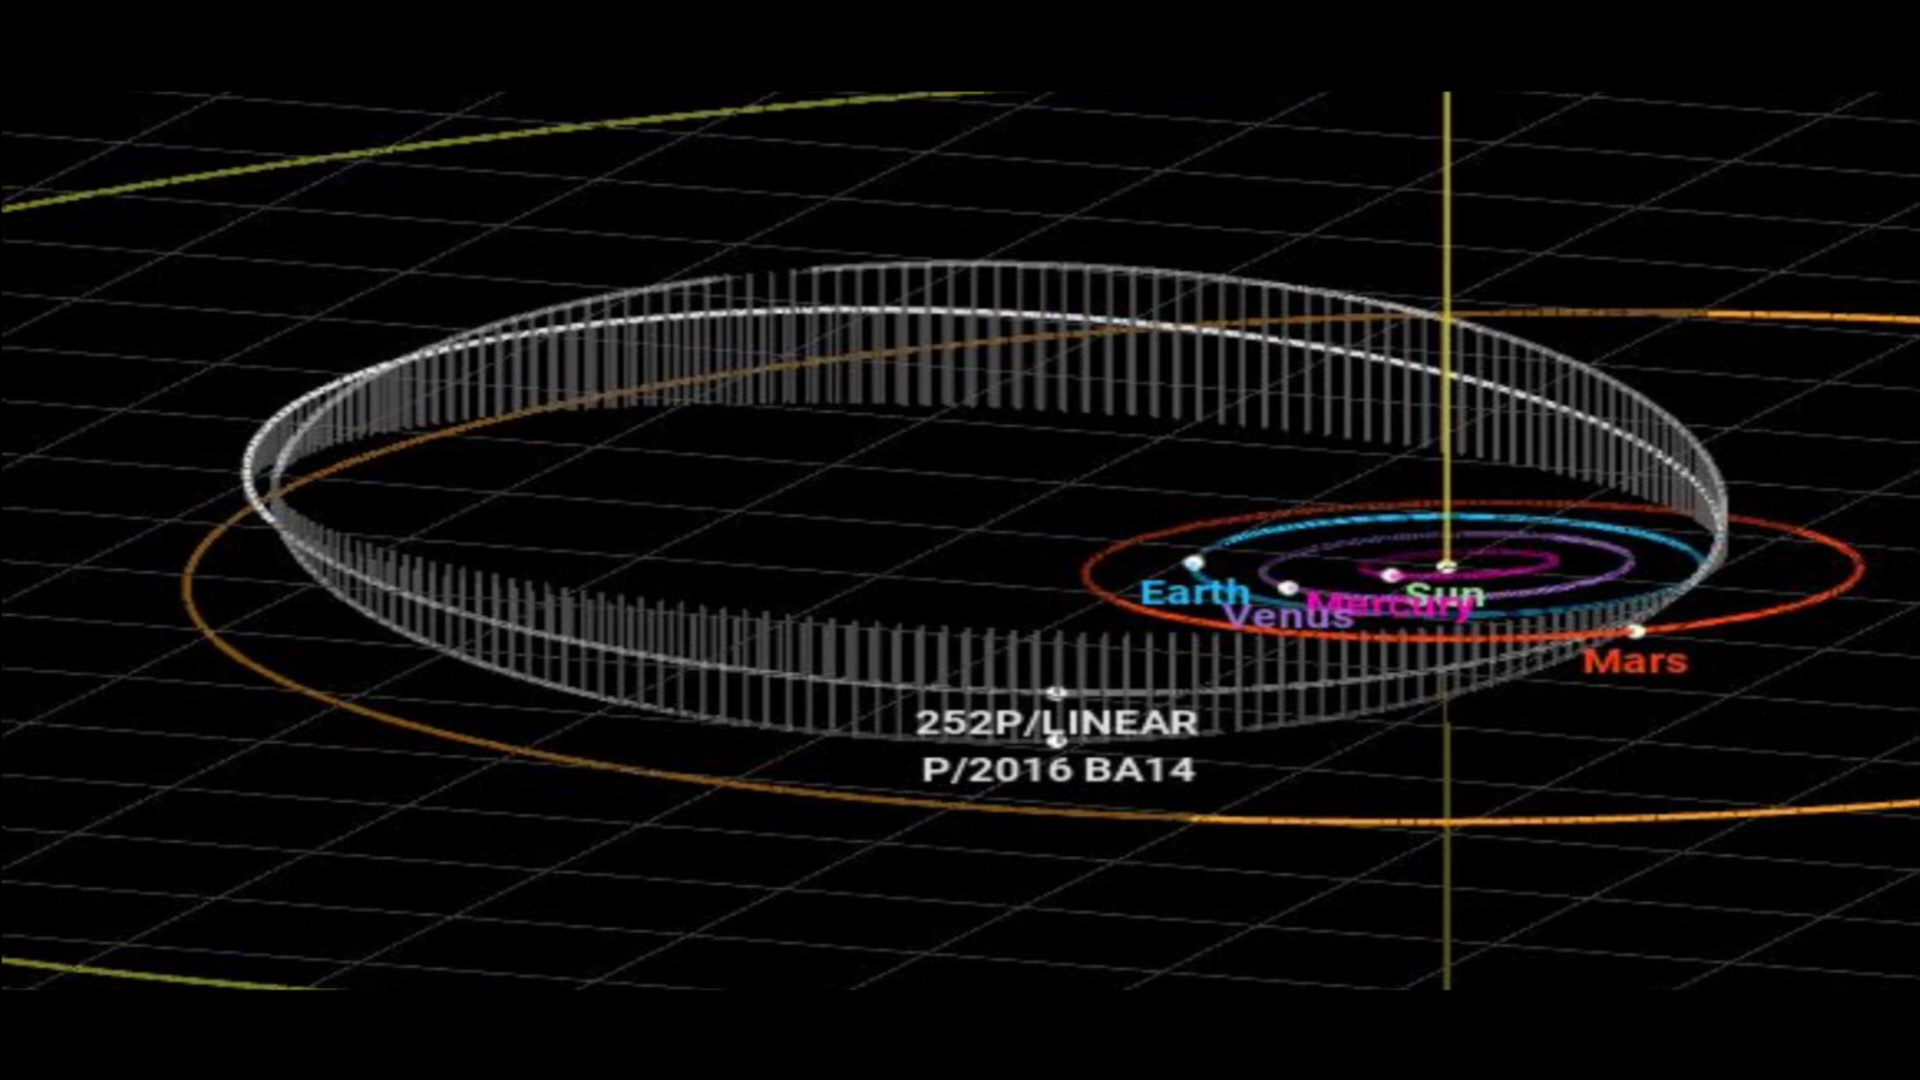 Earth
Venus
Mercury
Sun
Mars
252P/LINEAR
P/2016 BA14